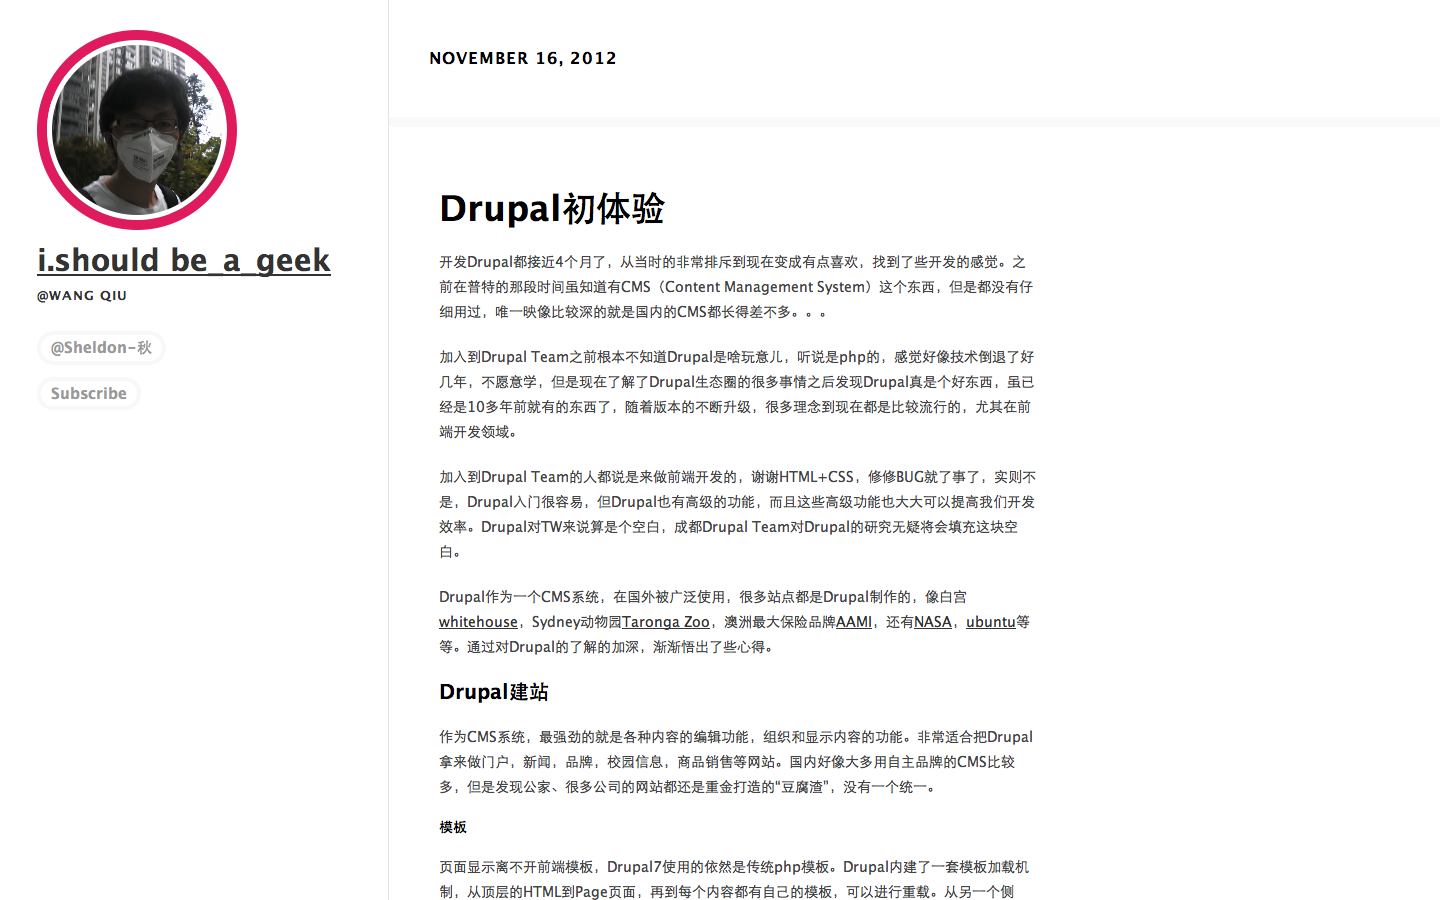 i.should be_a_geek
@WANG QIU
@Sheldon-秋
Subscribe
NOVEMBER 16, 2012
Drupal初体验
开发Drupal都接近4个月了，从当时的非常排斥到现在变成有点喜欢，找到了些开发的感觉。之
前在普特的那段时间虽知道有CMS（Content Management System）这个东西，但是都没有仔
细用过，唯一映像比较深的就是国内的CMS都长得差不多。。。
加入到Drupal Team之前根本不知道Drupal是啥玩意儿，听说是php的，感觉好像技术倒退了好
几年，不愿意学，但是现在了解了Drupal生态圈的很多事情之后发现Drupal真是个好东西，虽已
经是10多年前就有的东西了，随着版本的不断升级，很多理念到现在都是比较流行的，尤其在前
端开发领域。
加入到Drupal Team的人都说是来做前端开发的，谢谢HTML+CSS，修修BUG就了事了，实则不
是，Drupal入门很容易，但Drupal也有高级的功能，而且这些高级功能也大大可以提高我们开发
效率。Drupal对TW来说算是个空白，成都Drupal Team对Drupal的研究无疑将会填充这块空
白。
Drupal作为一个CMS系统，在国外被广泛使用，很多站点都是Drupal制作的，像白宫
whitehouse，Sydney动物园Taronga Zoo，澳洲最大保险品牌AAMI，还有NASA，ubuntu等
等。通过对Drupal的了解的加深，渐渐悟出了些心得。
Drupal建站
作为CMS系统，最强劲的就是各种内容的编辑功能，组织和显示内容的功能。非常适合把Drupal
拿来做门户，新闻，品牌，校园信息，商品销售等网站。国内好像大多用自主品牌的CMS比较
多，但是发现公家、很多公司的网站都还是重金打造的“豆腐渣”，没有一个统一。
模板
页面显示离不开前端模板，Drupal7使用的依然是传统php模板。Drupal内建了一套模板加载机
制，从顶层的HTML到Page页面，再到每个内容都有自己的模板，可以进行重载。从另一个侧